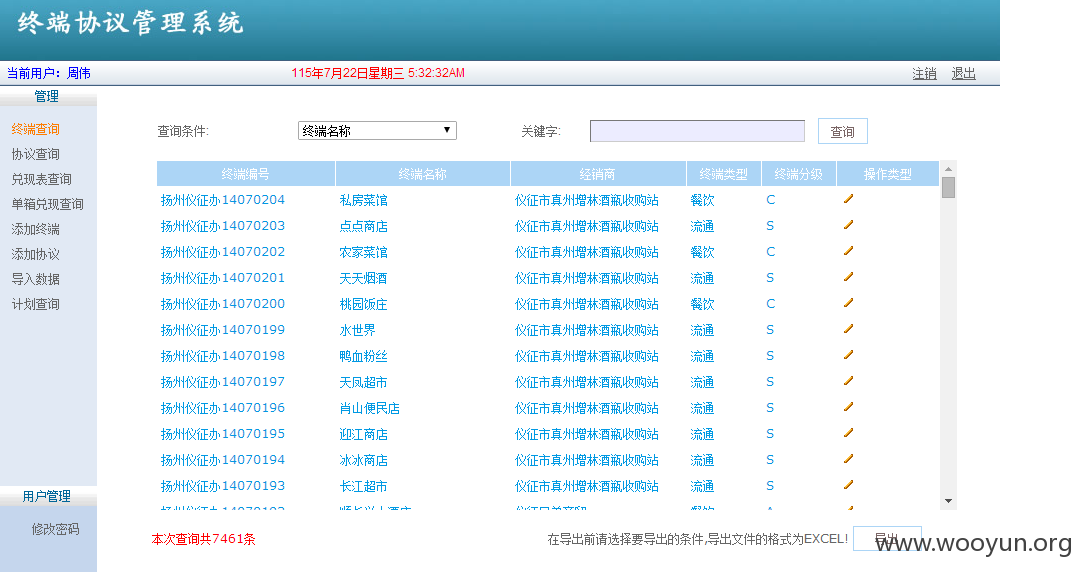 终端协议管理系统
当前用户：周伟 115年7月22日星期三 5:32:32AM 注销 退出
管理
终端查询
协议查询
兑现表查询
单箱兑现查询
添加终端
添加协议
导入数据
计划查询
用户管理
修改密码
查询条件: 终端名称 关键字: 查询
终端编号 终端名称 经销商 终端类型 终端分级 操作类型
扬州仪征办14070204 私房菜馆 仪征市真州增林酒瓶收购站 餐饮 C
扬州仪征办14070203 点点商店 仪征市真州增林酒瓶收购站 流通 S
扬州仪征办14070202 农家菜馆 仪征市真州增林酒瓶收购站 餐饮 C
扬州仪征办14070201 天天烟酒 仪征市真州增林酒瓶收购站 流通 S
扬州仪征办14070200 桃园饭庄 仪征市真州增林酒瓶收购站 餐饮 C
扬州仪征办14070199 水世界 仪征市真州增林酒瓶收购站 流通 S
扬州仪征办14070198 鸭血粉丝 仪征市真州增林酒瓶收购站 流通 S
扬州仪征办14070197 天凤超市 仪征市真州增林酒瓶收购站 流通 S
扬州仪征办14070196 肖山便民店 仪征市真州增林酒瓶收购站 流通 S
扬州仪征办14070195 迎江商店 仪征市真州增林酒瓶收购站 流通 S
扬州仪征办14070194 冰冰商店 仪征市真州增林酒瓶收购站 流通 S
扬州仪征办14070193 长江超市 仪征市真州增林酒瓶收购站 流通 S
本次查询共7461条 在导出前请选择要导出的条件,导出文件的格式为EXCEL! 导出
www.wooyun.org